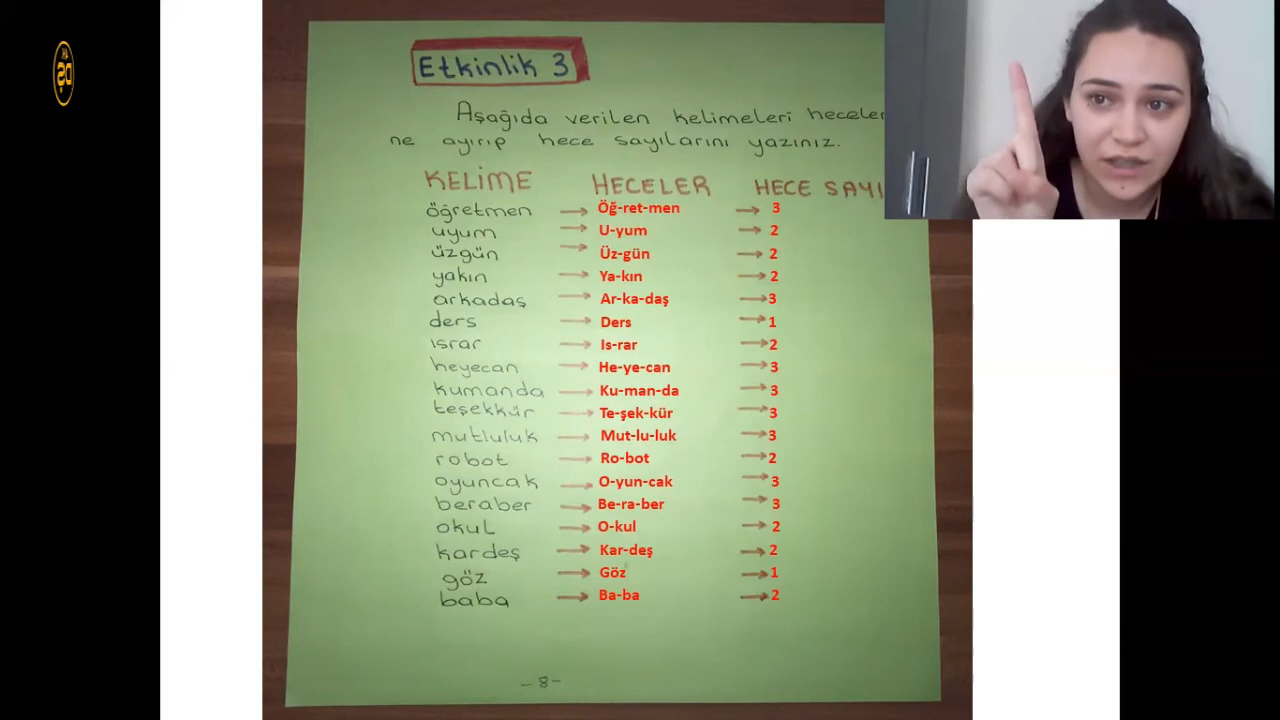 Etkinlik 3
Aşağıda verilen kelimeleri heceler
ne ayırıp hece sayılarını yazınız.
KELİME HECELER HECE SAYI
öğretmen → Öğ-ret-men → 3
uyum → U-yum → 2
üzgün → Üz-gün → 2
yakın → Ya-kın → 2
arkadaş → Ar-ka-daş → 3
ders → Ders → 1
ısrar → Is-rar → 2
heyecan → He-ye-can → 3
kumanda → Ku-man-da → 3
teşekkür → Te-şek-kür → 3
mutluluk → Mut-lu-luk → 3
robot → Ro-bot → 2
oyuncak → O-yun-cak → 3
beraber → Be-ra-ber → 3
okul → O-kul → 2
kardeş → Kar-deş → 2
göz → Göz → 1
baba → Ba-ba → 2
-8-